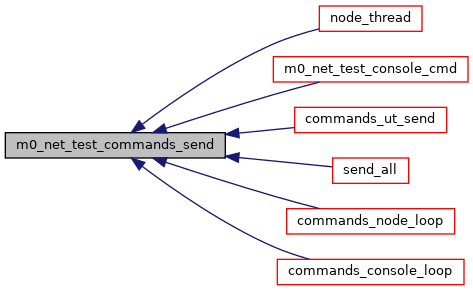 node_thread
m0_net_test_console_cmd
commands_ut_send
m0_net_test_commands_send
send_all
commands_node_loop
commands_console_loop